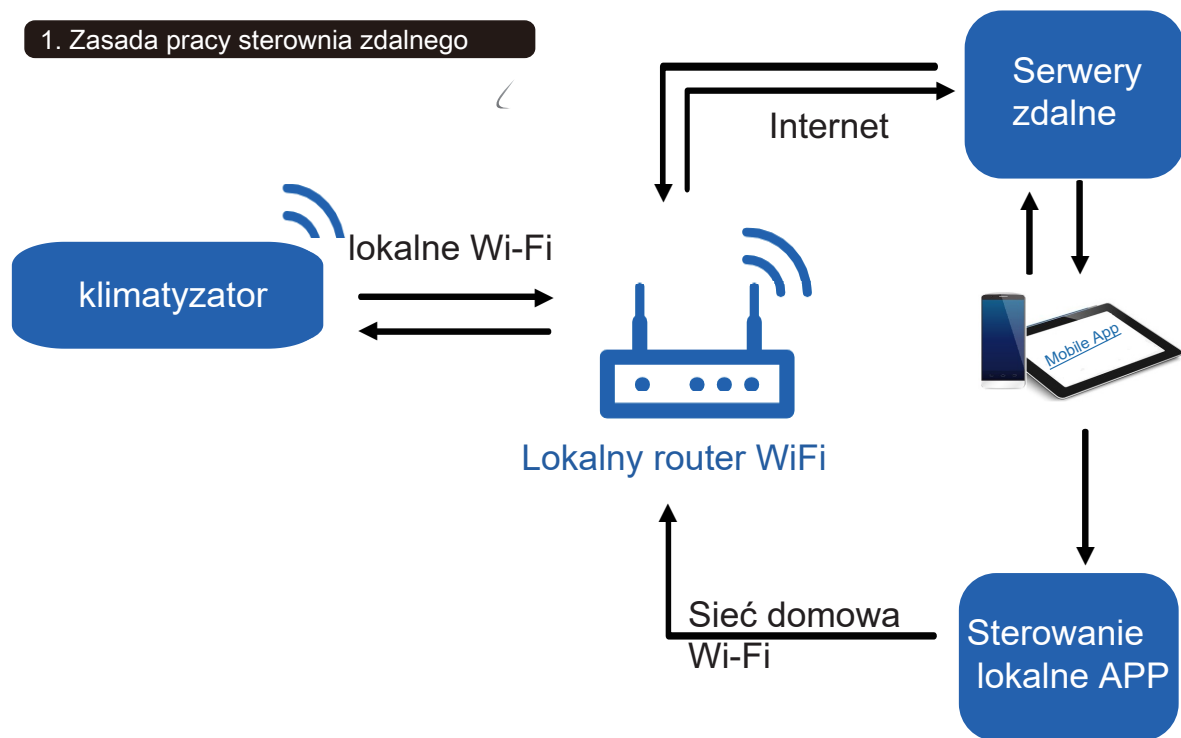 1. Zasada pracy sterownia zdalnego
Serwery
zdalne
Internet
lokalne Wi-Fi
klimatyzator
Mobile App
Lokalny router WiFi
Sieć domowa
Wi-Fi
Sterowanie
lokalne APP